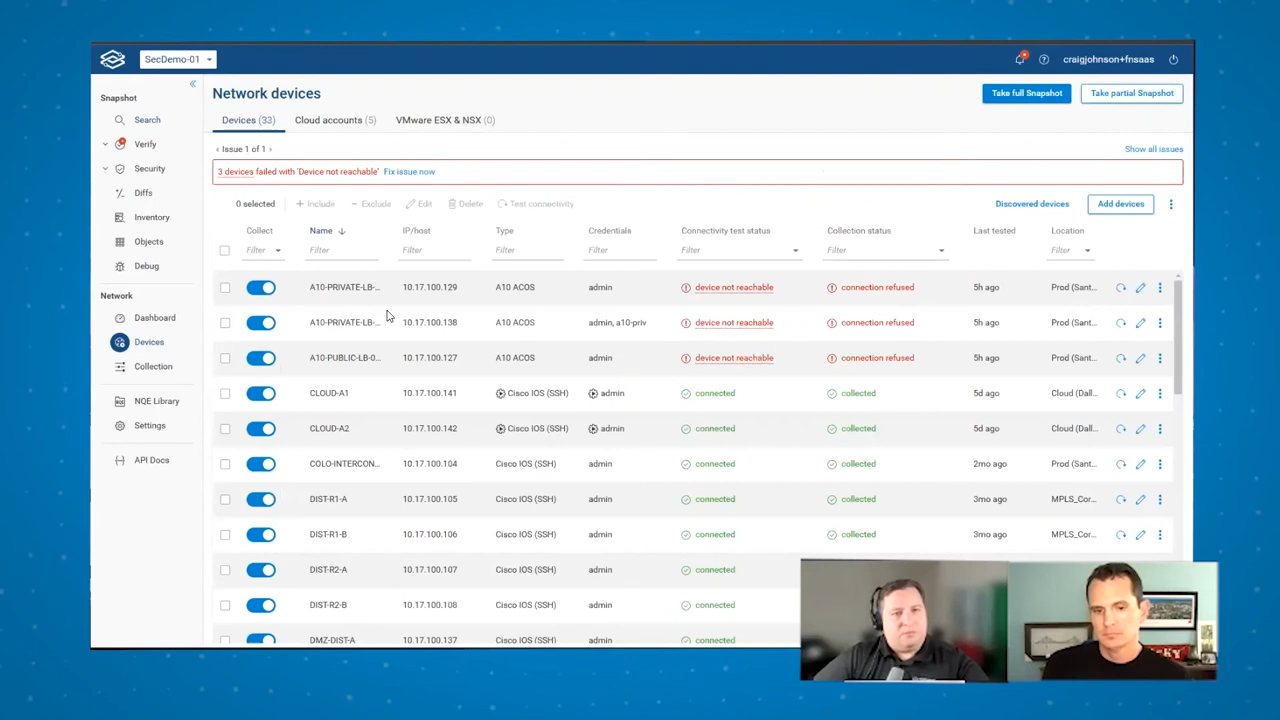 SecDemo-01
craigjohnson+fnsaas
Snapshot
Search
Verify
Security
Diffs
Inventory
Objects
Debug
Network
Dashboard
Devices
Collection
NQE Library
Settings
API Docs
Network devices
Take full Snapshot
Take partial Snapshot
Devices (33)
Cloud accounts (5)
VMware ESX & NSX (0)
Issue 1 of 1
Show all issues
3 devices failed with 'Device not reachable' Fix issue now
0 selected
Include
Exclude
Edit
Delete
Test connectivity
Discovered devices
Add devices
Collect Name IP/host Type Credentials Connectivity test status Collection status Last tested Location
Filter Filter Filter Filter Filter Filter Filter Filter
A10-PRIVATE-LB-... 10.17.100.129 A10 ACOS admin device not reachable connection refused 5h ago Prod (Sant...
A10-PRIVATE-LB-... 10.17.100.138 A10 ACOS admin, a10-priv device not reachable connection refused 5h ago Prod (Sant...
A10-PUBLIC-LB-0... 10.17.100.127 A10 ACOS admin device not reachable connection refused 5h ago Prod (Sant...
CLOUD-A1 10.17.100.141 Cisco IOS (SSH) admin connected collected 5d ago Cloud (Dall...
CLOUD-A2 10.17.100.142 Cisco IOS (SSH) admin connected collected 5d ago Cloud (Dall...
COLO-INTERCON... 10.17.100.104 Cisco IOS (SSH) admin connected collected 2mo ago Prod (Sant...
DIST-R1-A 10.17.100.105 Cisco IOS (SSH) admin connected collected 3mo ago MPLS_Cor...
DIST-R1-B 10.17.100.106 Cisco IOS (SSH) admin connected collected 3mo ago MPLS_Cor...
DIST-R2-A 10.17.100.107 Cisco IOS (SSH) admin connected
DIST-R2-B 10.17.100.108 Cisco IOS (SSH) admin connected
DMZ-DIST-A 10.17.100.137 Cisco IOS (SSH) admin connected